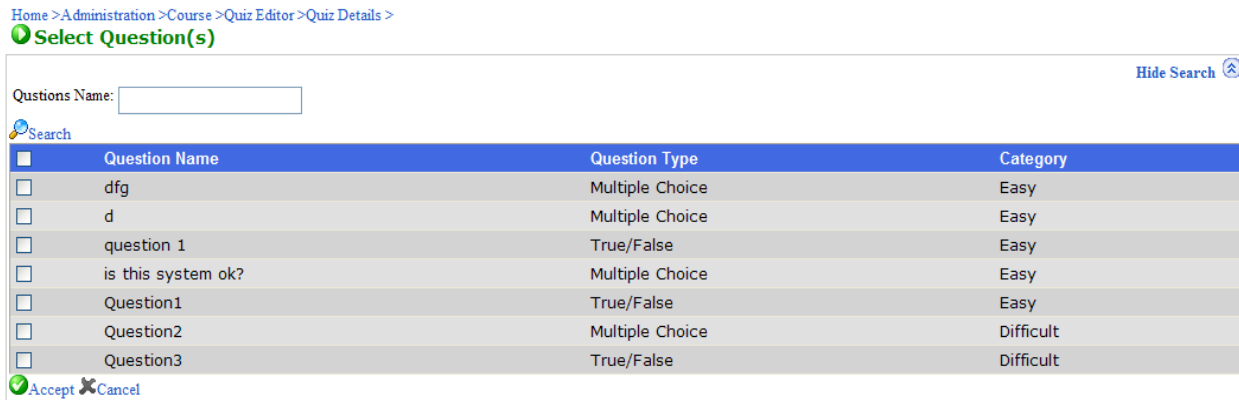 Home >Administration >Course >Quiz Editor >Quiz Details >
Select Question(s)
Hide Search
Qustions Name:
Search
Question Name Question Type Category
dfg Multiple Choice Easy
d Multiple Choice Easy
question 1 True/False Easy
is this system ok? Multiple Choice Easy
Question1 True/False Easy
Question2 Multiple Choice Difficult
Question3 True/False Difficult
Accept Cancel